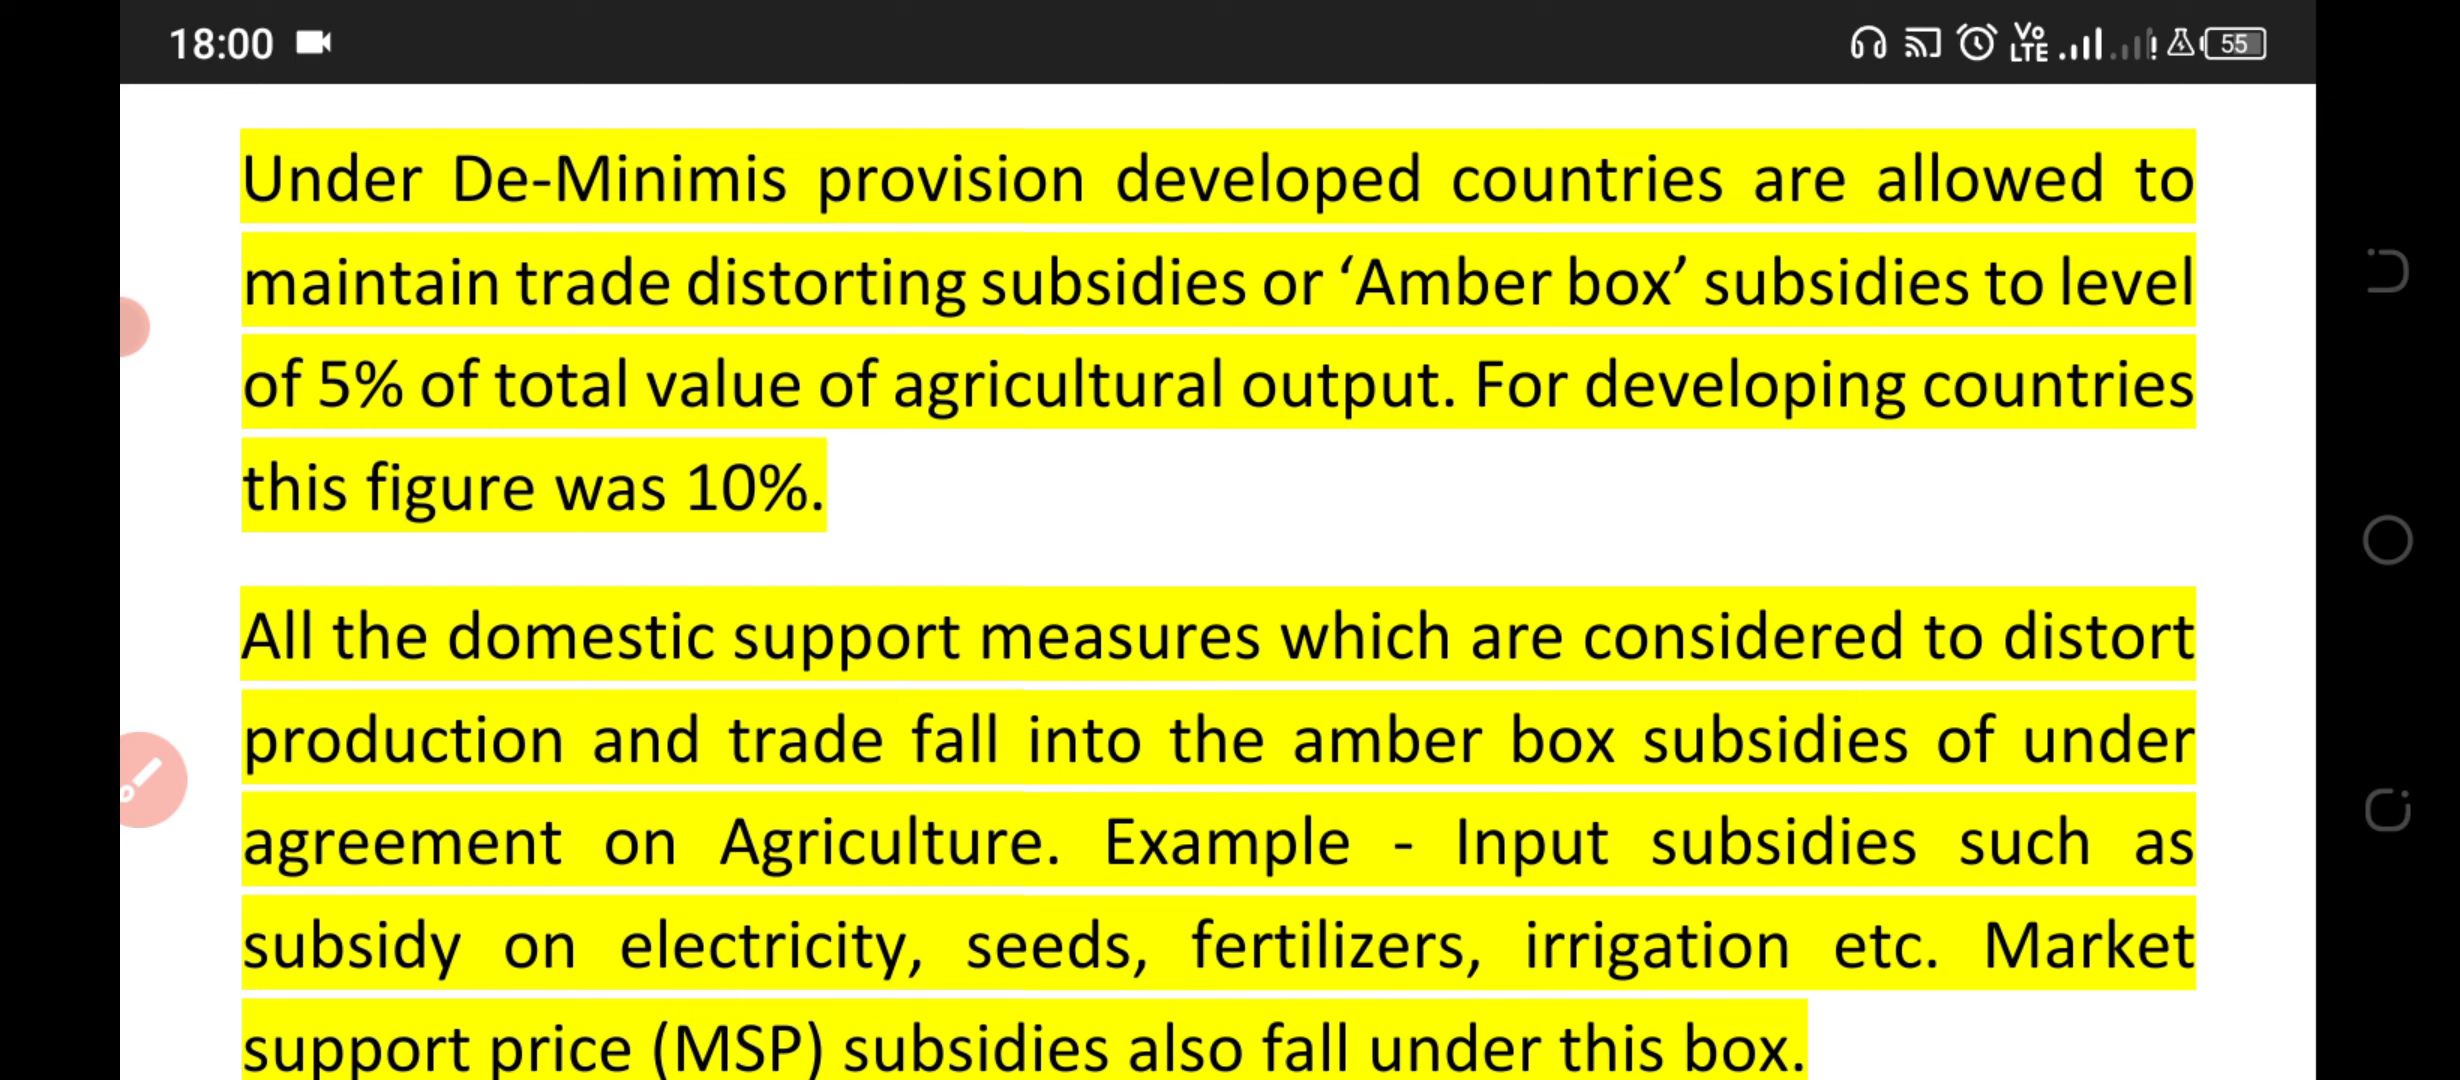 18:00 Vo LTE 55
Under De-Minimis provision developed countries are allowed to
maintain trade distorting subsidies or ‘Amber box’ subsidies to level
of 5% of total value of agricultural output. For developing countries
this figure was 10%.
All the domestic support measures which are considered to distort
production and trade fall into the amber box subsidies of under
agreement on Agriculture. Example - Input subsidies such as
subsidy on electricity, seeds, fertilizers, irrigation etc. Market
support price (MSP) subsidies also fall under this box.